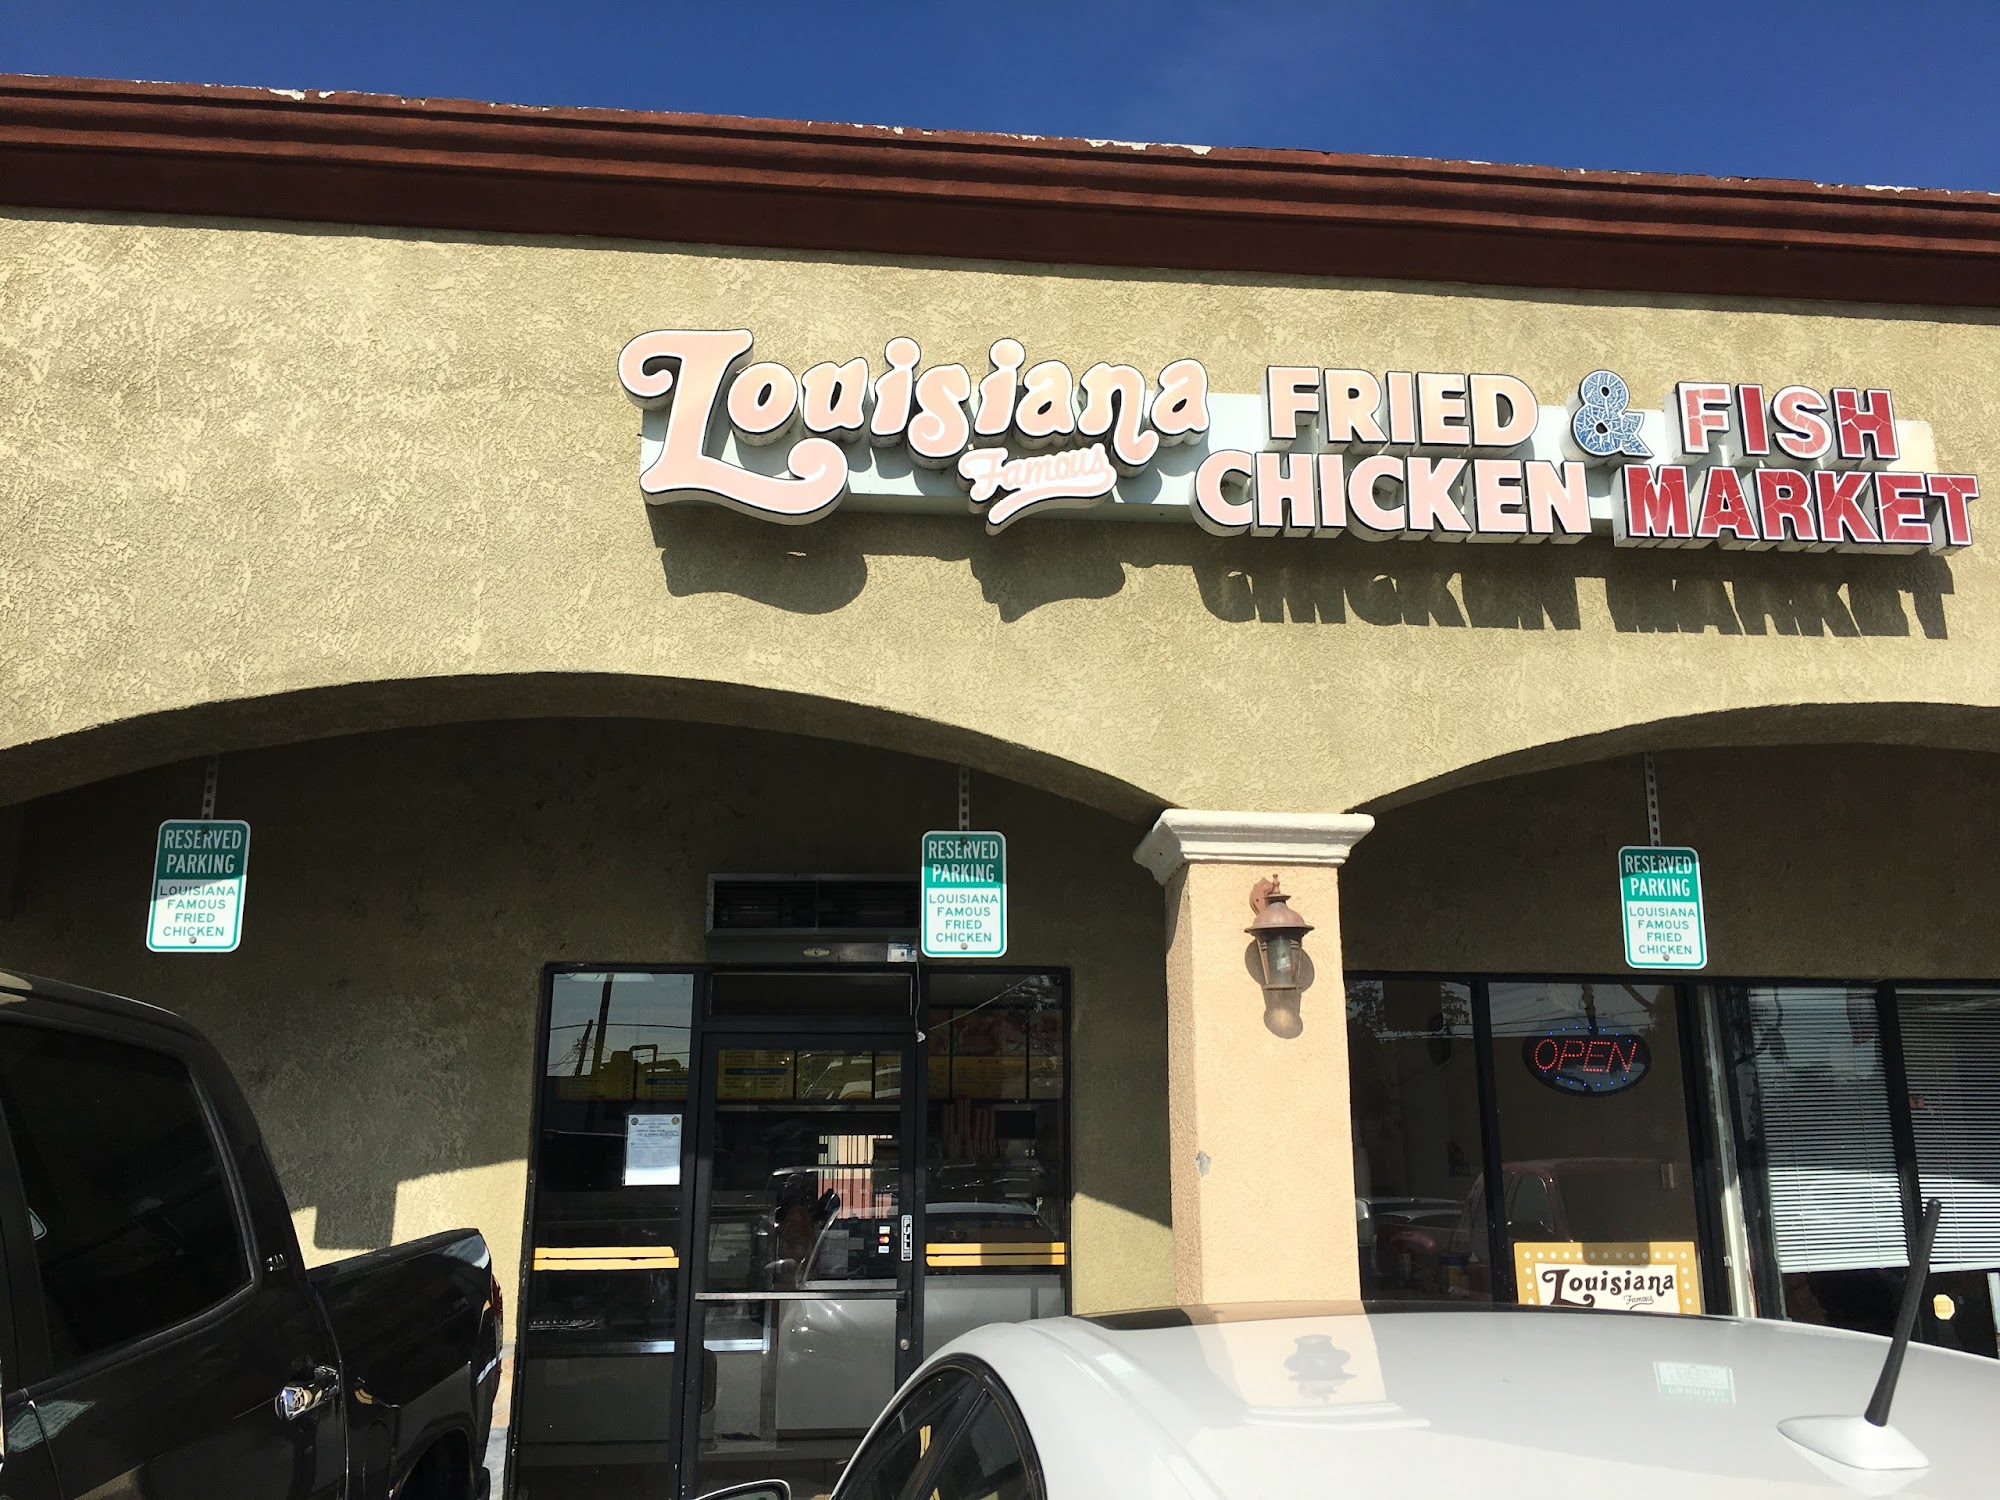 Louisiana
Famous
FRIED
CHICKEN
& FISH
MARKET
RESERVED
PARKING
LOUISIANA
FAMOUS
FRIED
CHICKEN
RESERVED
PARKING
LOUISIANA
FAMOUS
FRIED
CHICKEN
RESERVED
PARKING
LOUISIANA
FAMOUS
FRIED
CHICKEN
OPEN
PULL
Louisiana
Famous